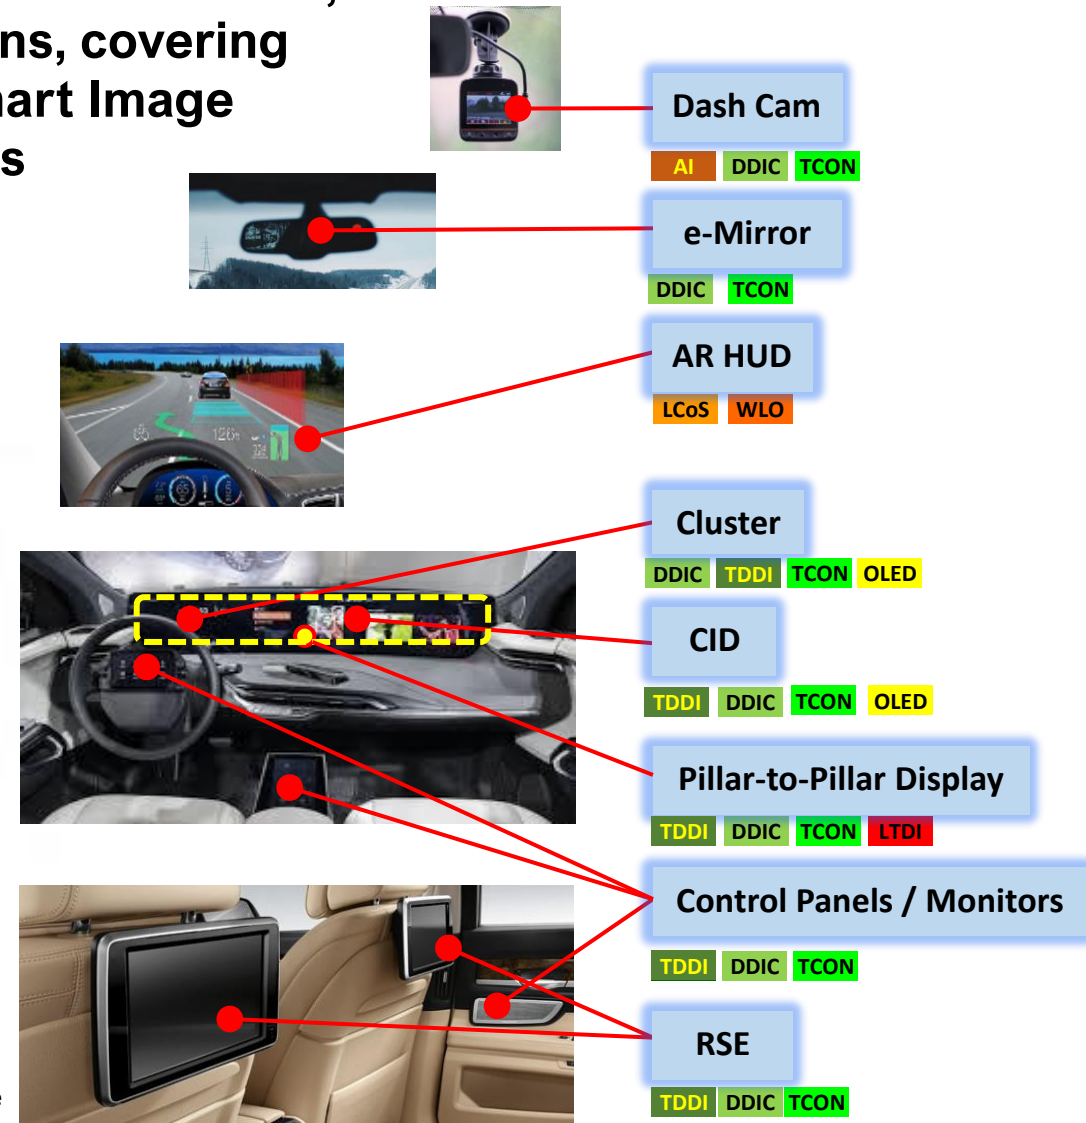 ns, covering
art Image
s
Dash Cam
AI DDIC TCON
e-Mirror
DDIC TCON
AR HUD
LCoS WLO
65 126
Cluster
DDIC TDDI TCON OLED
CID
TDDI DDIC TCON OLED
Pillar-to-Pillar Display
TDDI DDIC TCON LTDI
Control Panels / Monitors
TDDI DDIC TCON
RSE
TDDI DDIC TCON